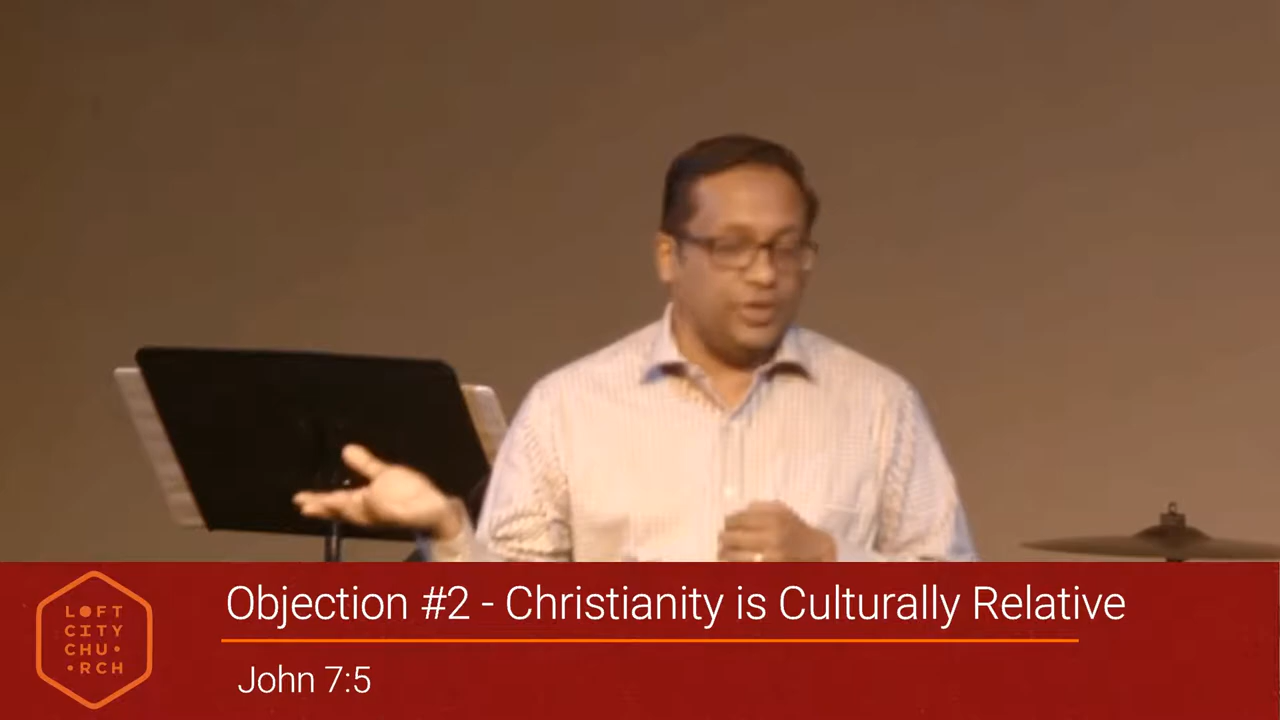 Objection #2 - Christianity is Culturally Relative
John 7:5
LOFT
CITY
CHU•
•RCH